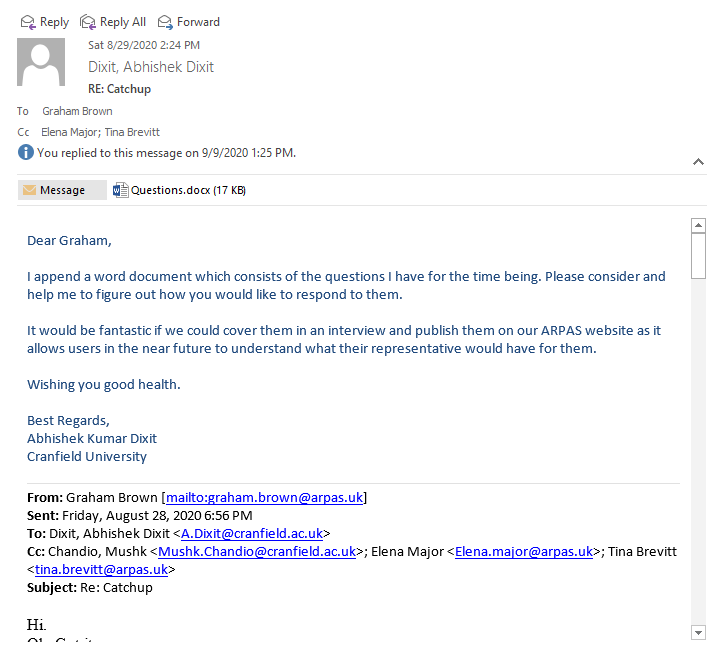 Reply Reply All Forward
Sat 8/29/2020 2:24 PM
Dixit, Abhishek Dixit
RE: Catchup
To Graham Brown
Cc Elena Major; Tina Brevitt
You replied to this message on 9/9/2020 1:25 PM.
Message Questions.docx (17 KB)
Dear Graham,
I append a word document which consists of the questions I have for the time being. Please consider and
help me to figure out how you would like to respond to them.
It would be fantastic if we could cover them in an interview and publish them on our ARPAS website as it
allows users in the near future to understand what their representative would have for them.
Wishing you good health.
Best Regards,
Abhishek Kumar Dixit
Cranfield University
From: Graham Brown [mailto:graham.brown@arpas.uk]
Sent: Friday, August 28, 2020 6:56 PM
To: Dixit, Abhishek Dixit <A.Dixit@cranfield.ac.uk>
Cc: Chandio, Mushk <Mushk.Chandio@cranfield.ac.uk>; Elena Major <Elena.major@arpas.uk>; Tina Brevitt
<tina.brevitt@arpas.uk>
Subject: Re: Catchup
Hi.